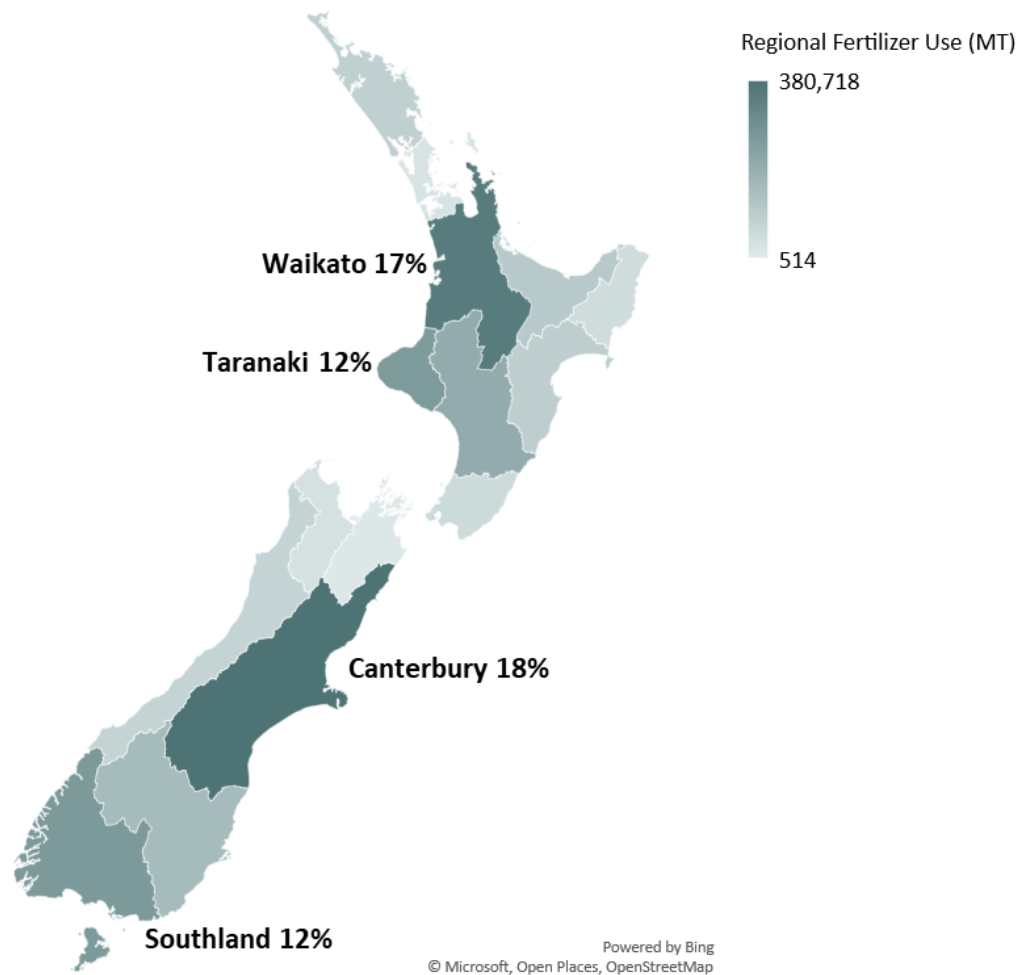 Regional Fertilizer Use (MT)
380,718
514
Waikato 17%
Taranaki 12%
Canterbury 18%
Southland 12%
Powered by Bing
© Microsoft, Open Places, OpenStreetMap